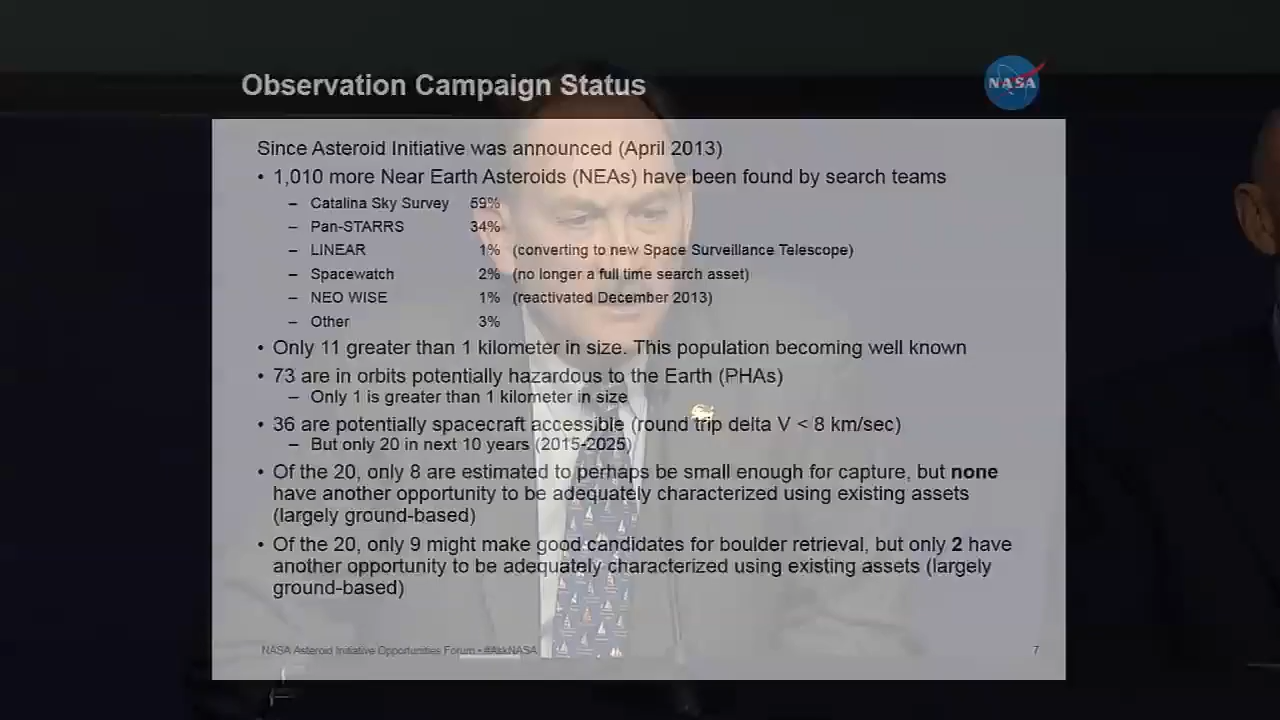 Observation Campaign Status
NASA
Since Asteroid Initiative was announced (April 2013)
• 1,010 more Near Earth Asteroids (NEAs) have been found by search teams
– Catalina Sky Survey 59%
– Pan-STARRS 34%
– LINEAR 1% (converting to new Space Surveillance Telescope)
– Spacewatch 2% (no longer a full time search asset)
– NEO WISE 1% (reactivated December 2013)
– Other 3%
• Only 11 greater than 1 kilometer in size. This population becoming well known
• 73 are in orbits potentially hazardous to the Earth (PHAs)
– Only 1 is greater than 1 kilometer in size
• 36 are potentially spacecraft accessible (round trip delta V < 8 km/sec)
– But only 20 in next 10 years (2015-2025)
• Of the 20, only 8 are estimated to perhaps be small enough for capture, but none
have another opportunity to be adequately characterized using existing assets
(largely ground-based)
• Of the 20, only 9 might make good candidates for boulder retrieval, but only 2 have
another opportunity to be adequately characterized using existing assets (largely
ground-based)
NASA Asteroid Initiative Opportunities Forum • #AskNASA
7